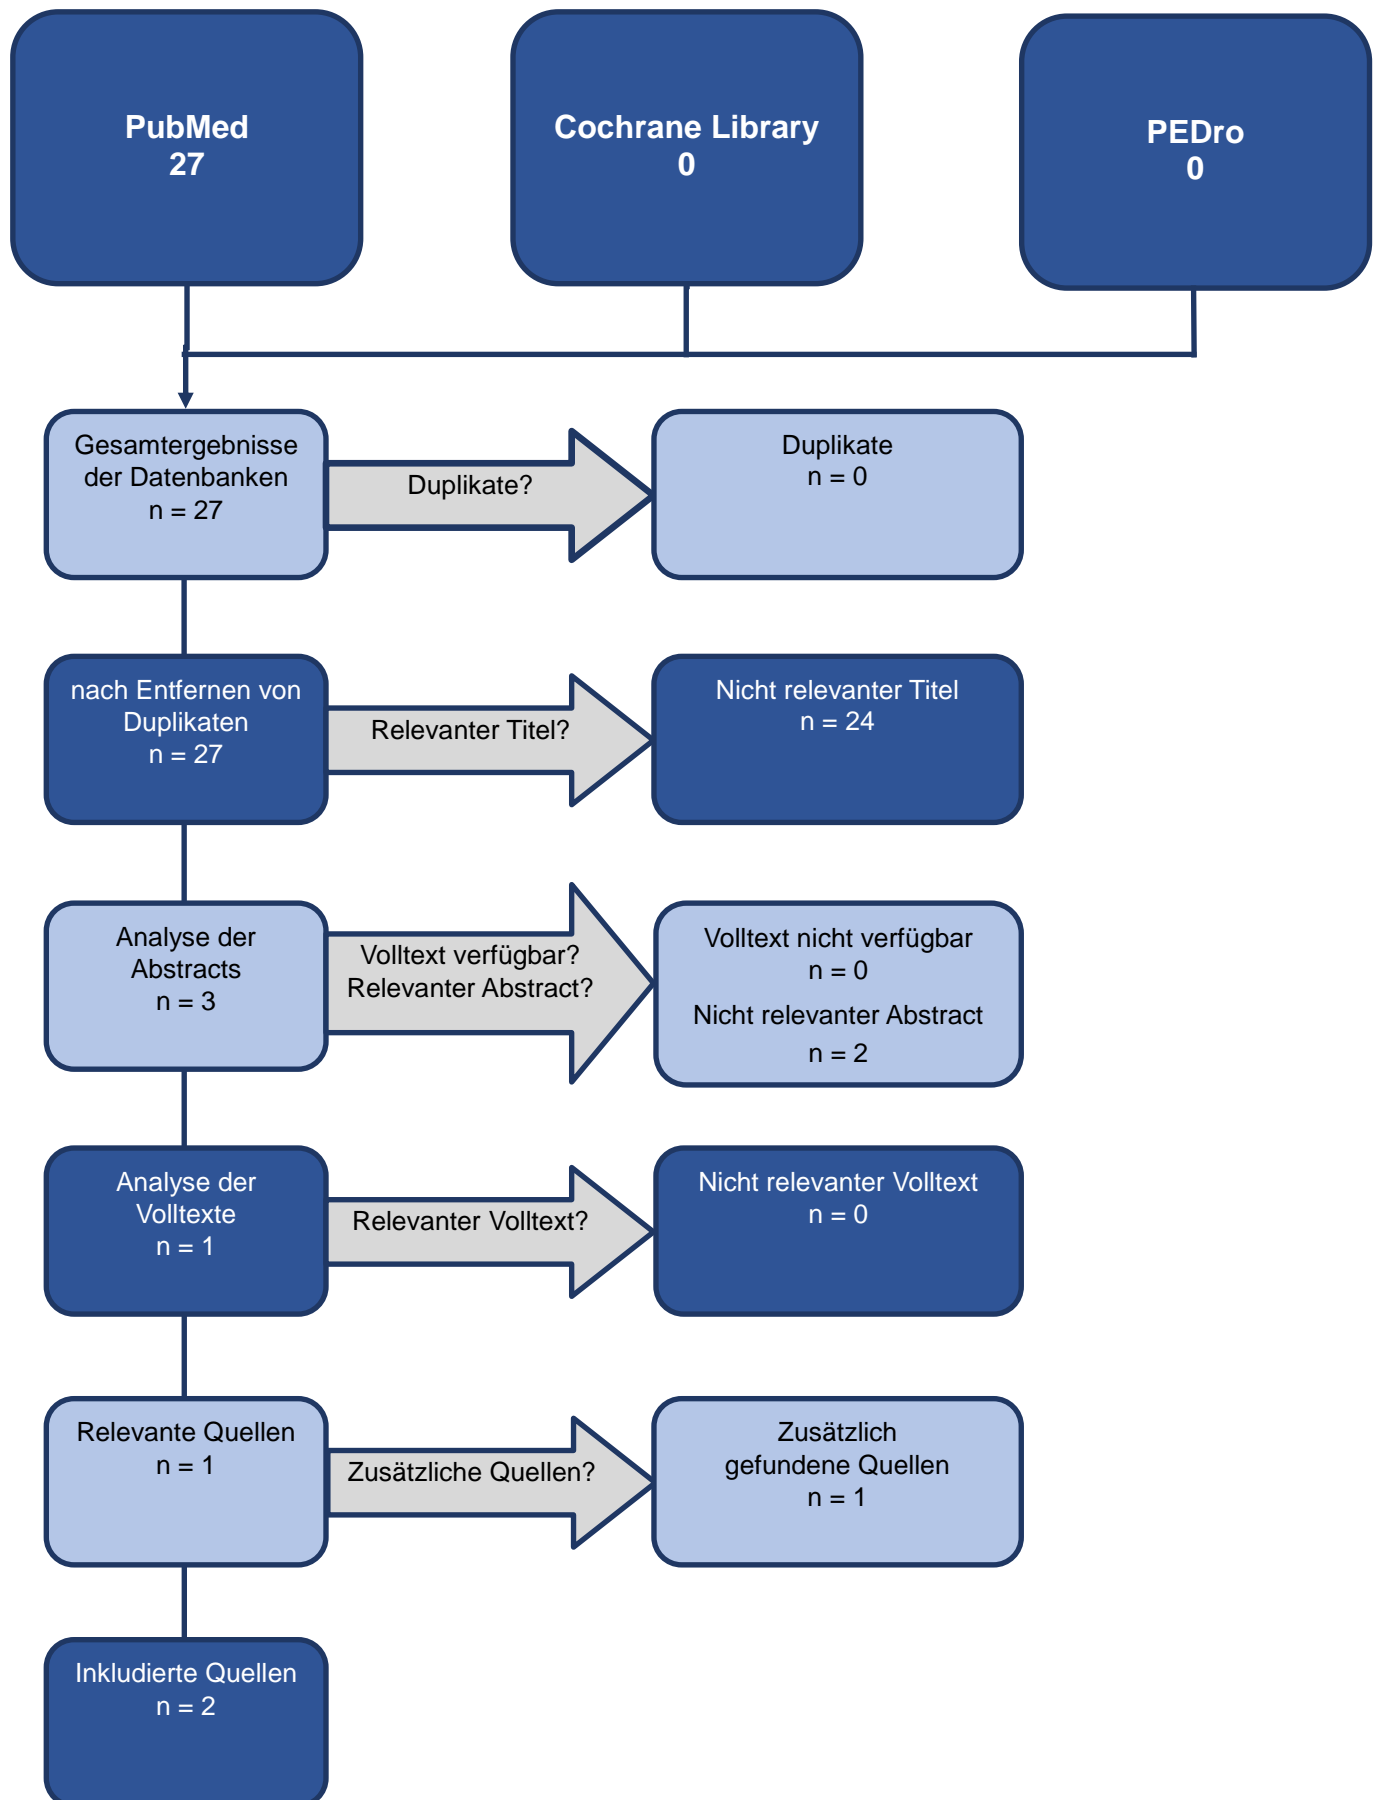 PubMed
27
Cochrane Library
0
PEDro
0
Gesamtergebnisse
der Datenbanken
n = 27
Duplikate?
Duplikate
n = 0
nach Entfernen von
Duplikaten
n = 27
Relevanter Titel?
Nicht relevanter Titel
n = 24
Analyse der
Abstracts
n = 3
Volltext verfügbar?
Relevanter Abstract?
Volltext nicht verfügbar
n = 0
Nicht relevanter Abstract
n = 2
Analyse der
Volltexte
n = 1
Relevanter Volltext?
Nicht relevanter Volltext
n = 0
Relevante Quellen
n = 1
Zusätzliche Quellen?
Zusätzlich
gefundene Quellen
n = 1
Inkludierte Quellen
n = 2